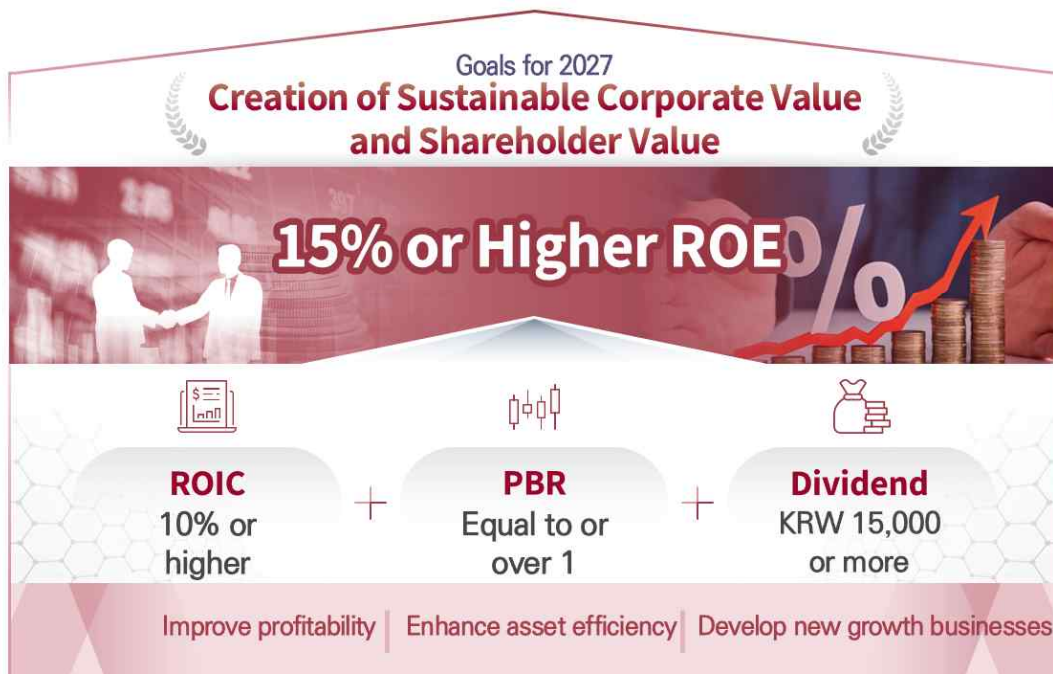 Goals for 2027
Creation of Sustainable Corporate Value
and Shareholder Value
15% or Higher ROE
%
$
ROIC
10% or
higher
+
PBR
Equal to or
over 1
+
Dividend
KRW 15,000
or more
Improve profitability | Enhance asset efficiency | Develop new growth businesses